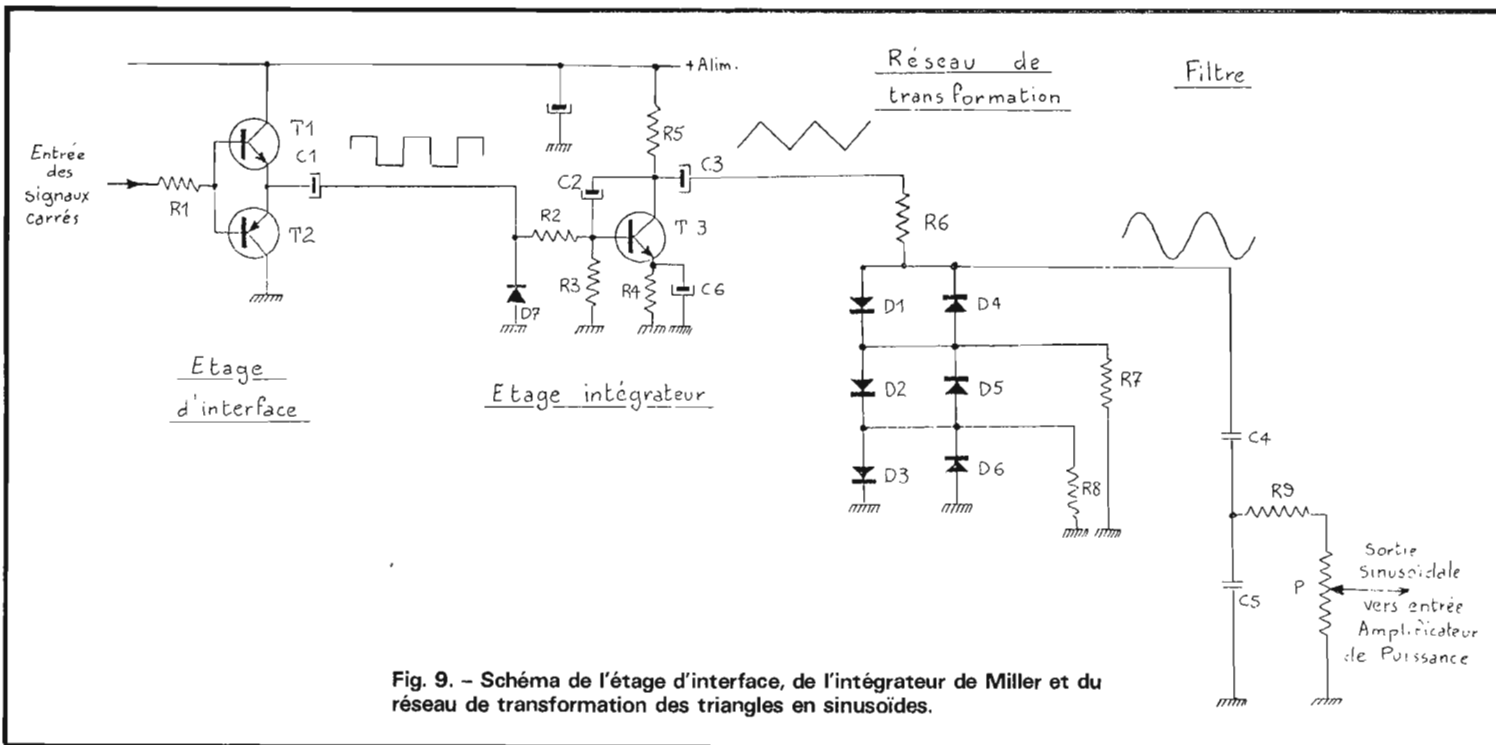 + Alim.
Réseau de
transformation
Filtre
Entrée
des
signaux
carrés
R1
T1
T2
C1
R5
C3
C2
R2
T3
R3
R4
C6
D7
R6
D1
D4
D2
D5
D3
D6
R7
R8
C4
R9
C5
P
Sortie
Sinusoïdale
vers entrée
Amplificateur
de Puissance
Etage
d'interface
Etage intégrateur
Fig. 9. – Schéma de l'étage d'interface, de l'intégrateur de Miller et du
réseau de transformation des triangles en sinusoïdes.